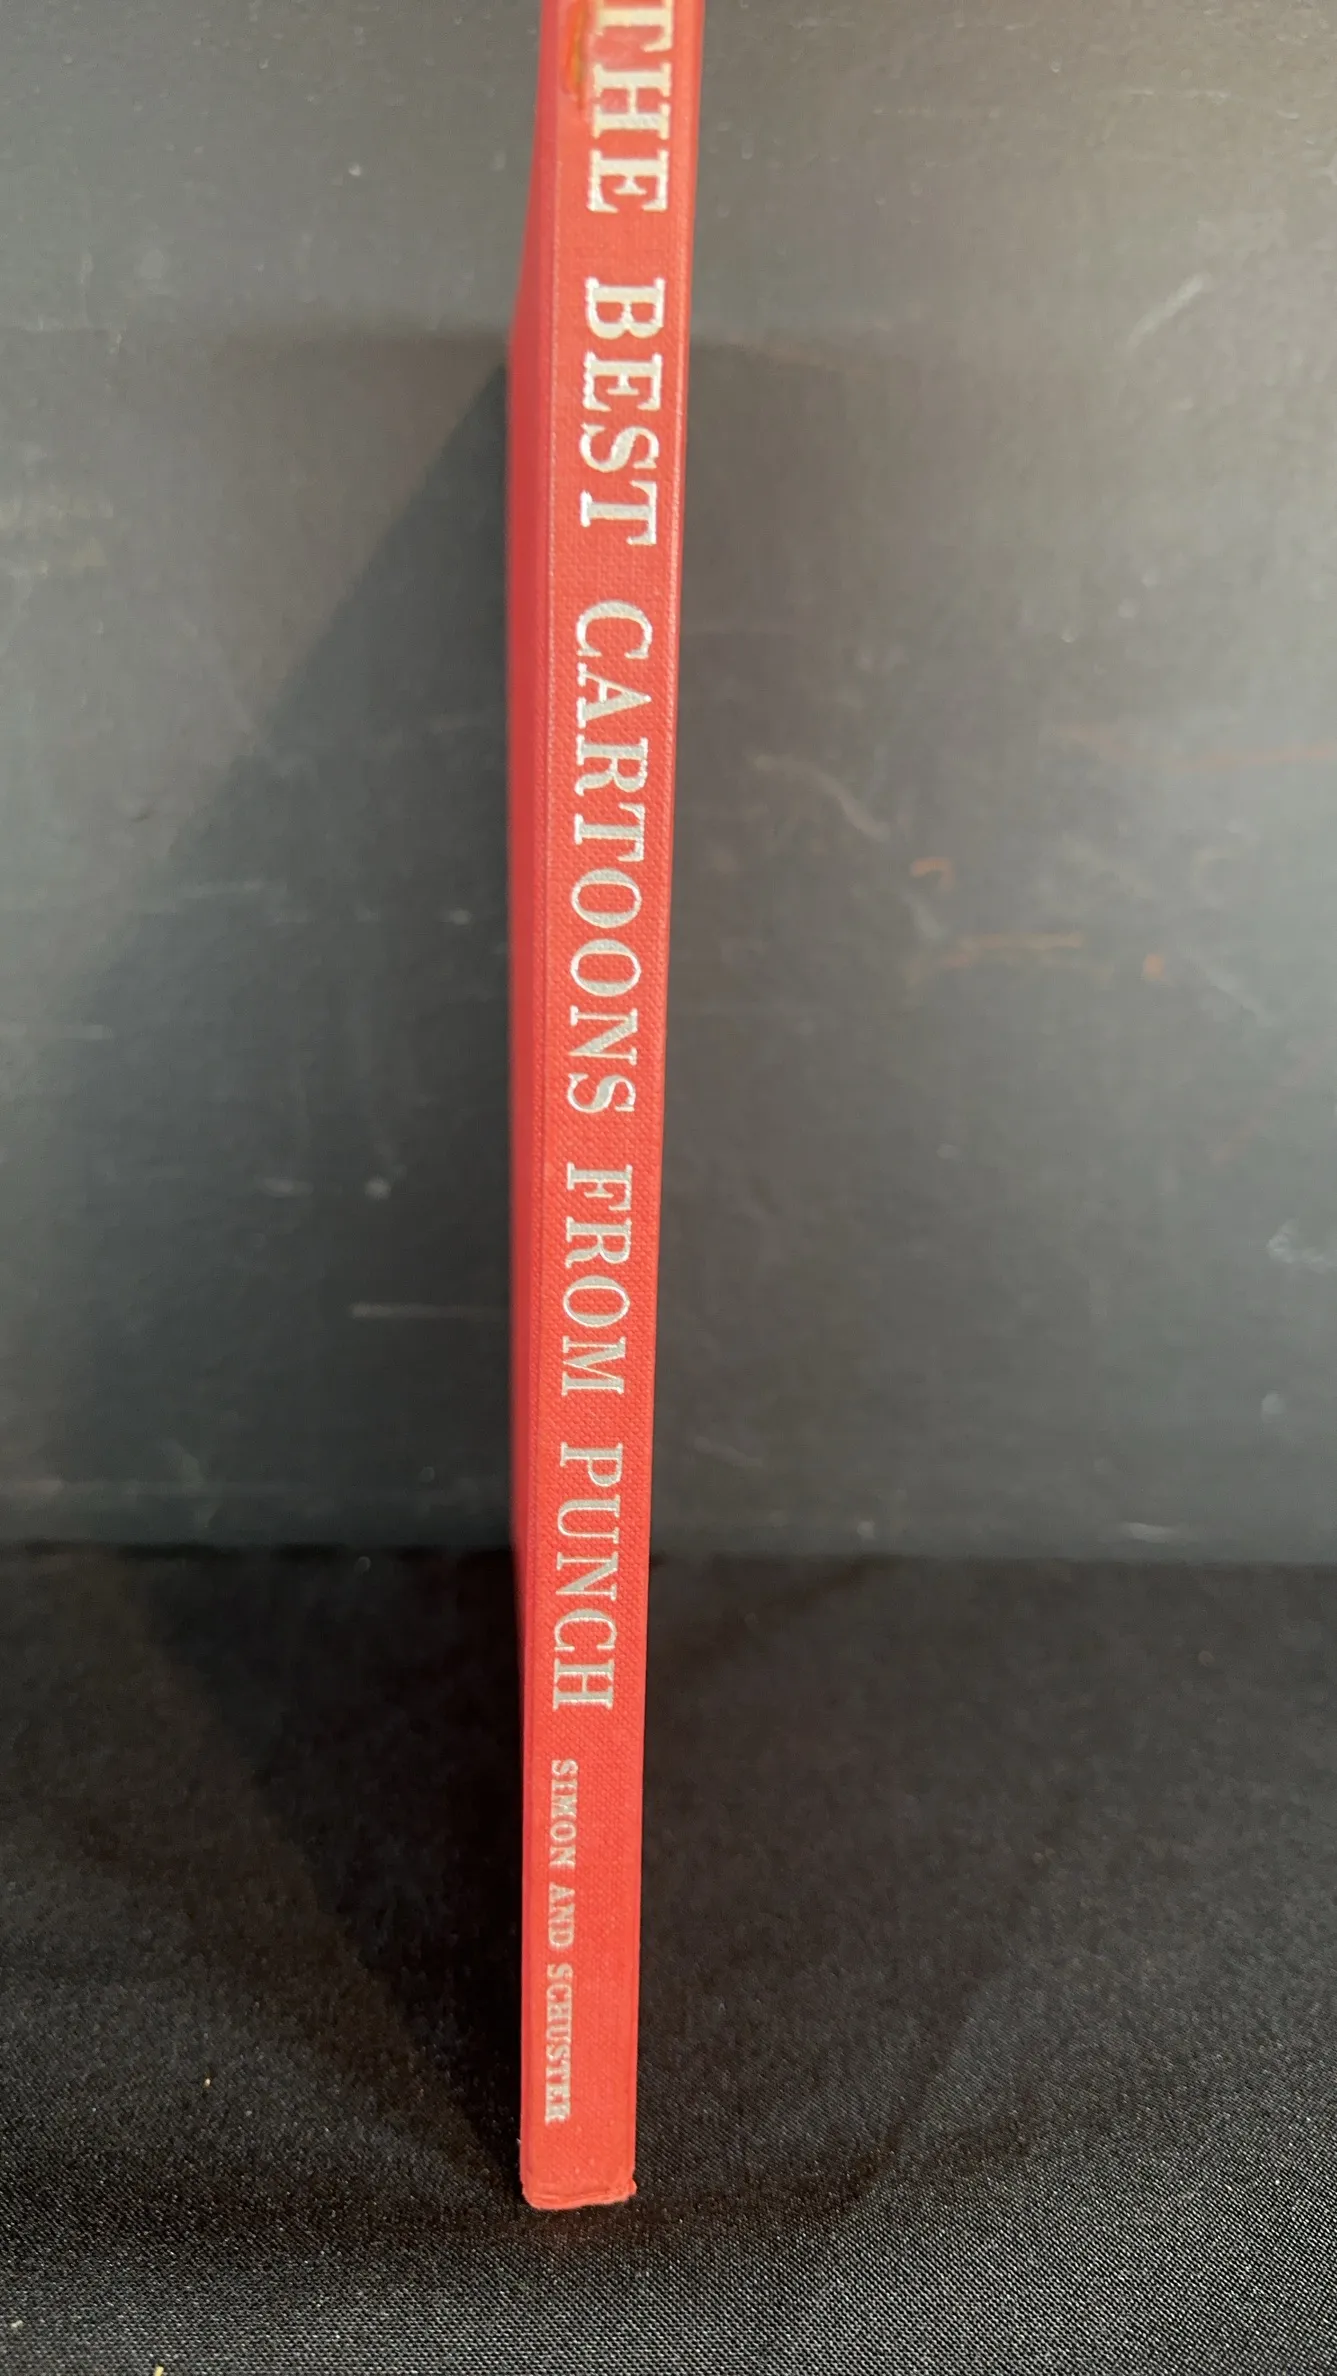 THE BEST CARTOONS FROM PUNCH
SIMON AND SCHUSTER